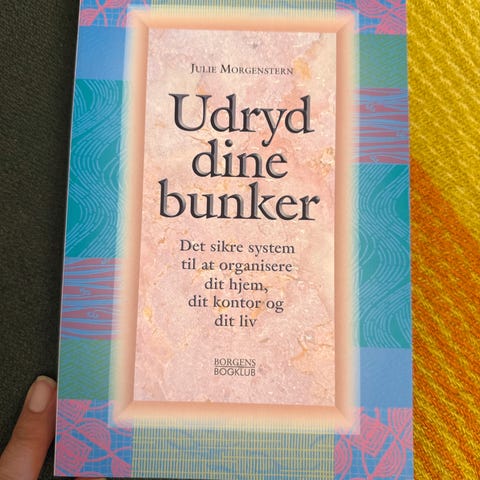 JULIE MORGENSTERN
Udryd
dine
bunker
Det sikre system
til at organisere
dit hjem,
dit kontor og
dit liv
BORGENS
BOGKLUB